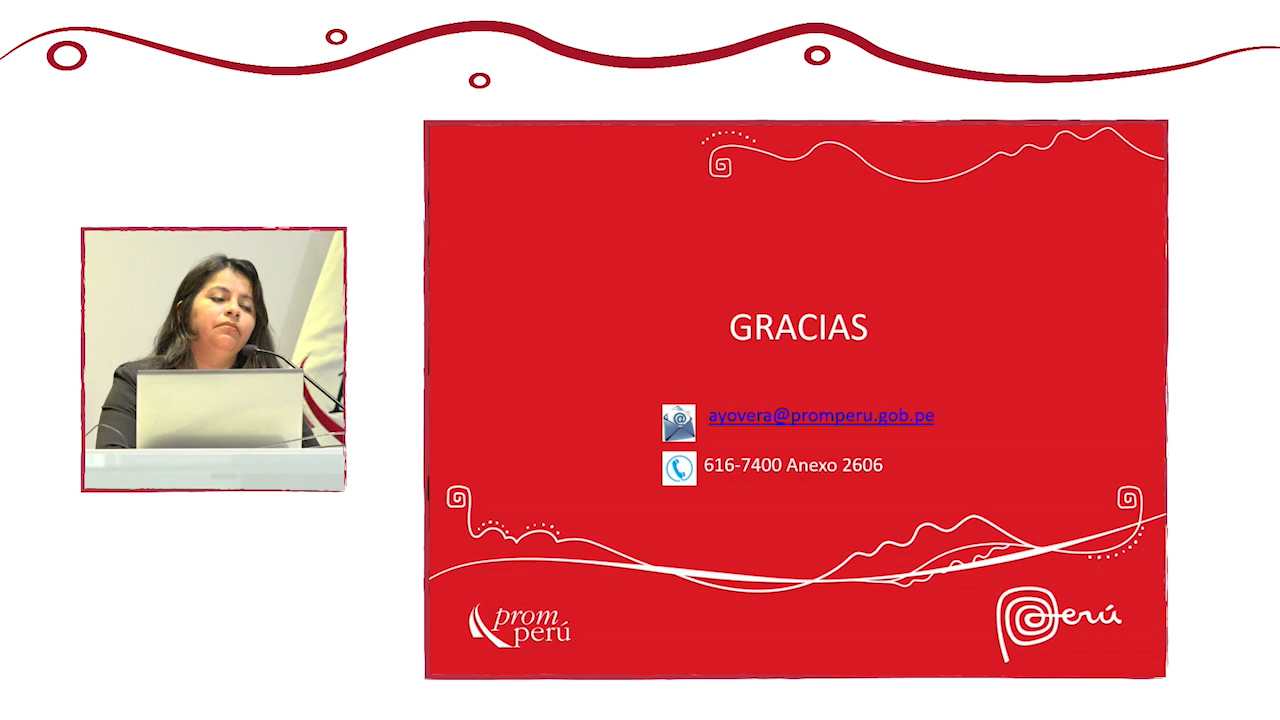 GRACIAS
ayovera@promperu.gob.pe
616-7400 Anexo 2606
prom
perú
Perú